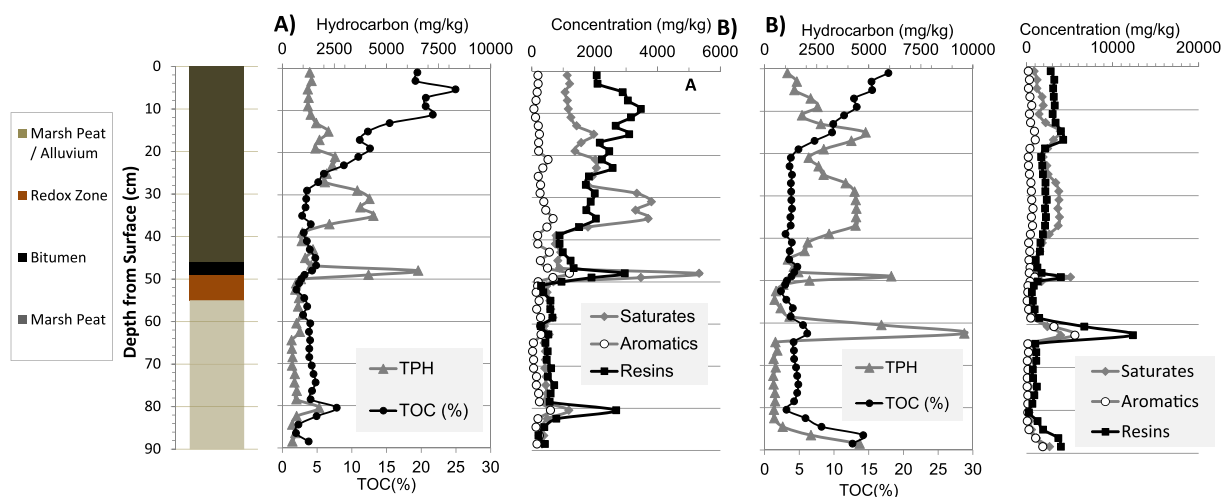 Marsh Peat
/ Alluvium
Redox Zone
Bitumen
Marsh Peat
Depth from Surface (cm)
0
10
20
30
40
50
60
70
80
90
A)
Hydrocarbon (mg/kg)
0 2500 5000 7500 10000
TPH
TOC (%)
0 5 10 15 20 25 30
TOC(%)
Concentration (mg/kg)
0 2000 4000 6000
A
Saturates
Aromatics
Resins
B)
B)
Hydrocarbon (mg/kg)
0 2500 5000 7500 10000
TPH
TOC (%)
0 5 10 15 20 25 30
TOC(%)
Concentration (mg/kg)
0 10000 20000
Saturates
Aromatics
Resins